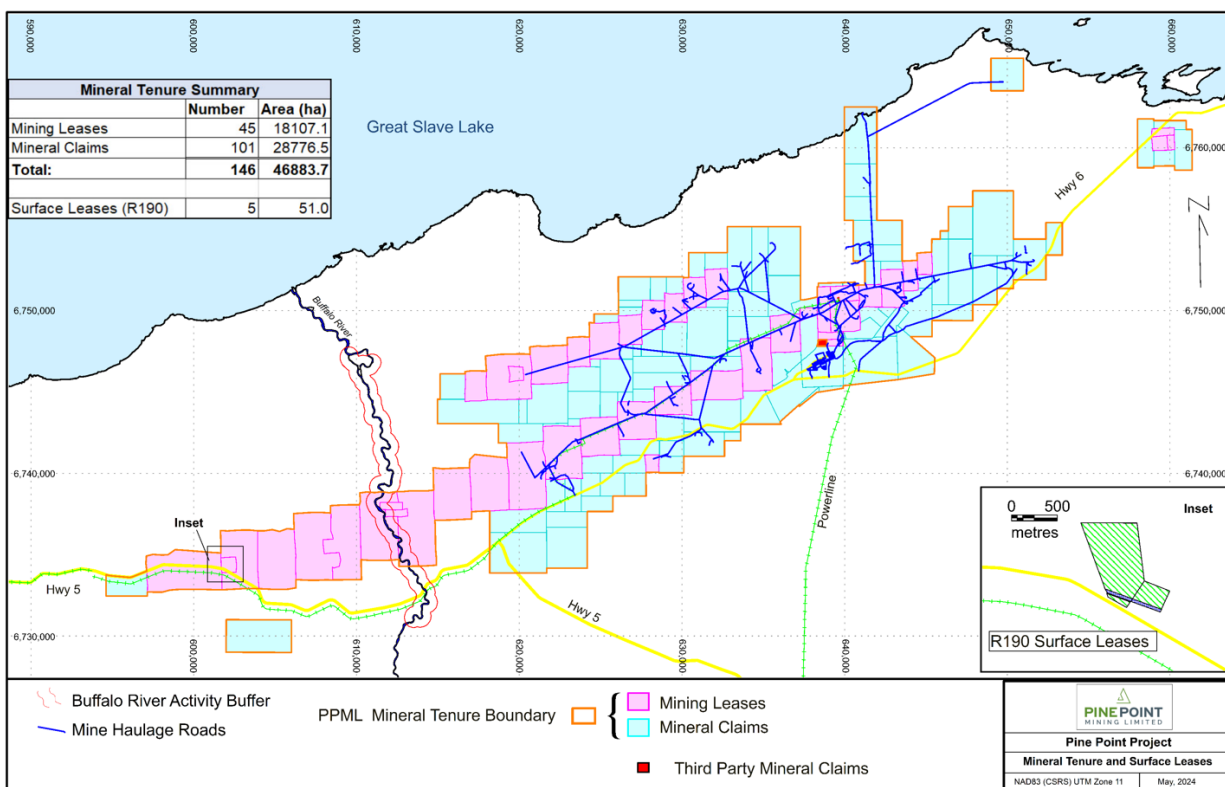 590,000
600,000
610,000
620,000
630,000
640,000
650,000
660,000
Mineral Tenure Summary
Number Area (ha)
Mining Leases 45 18107.1
Mineral Claims 101 28776.5
Total: 146 46883.7
Surface Leases (R190) 5 51.0
Great Slave Lake
Hwy 6
6,760,000
6,760,000
N
Buffalo River
6,750,000
6,750,000
6,740,000
6,740,000
Powerline
Inset
Hwy 5
Hwy 5
6,730,000
600,000
610,000
620,000
630,000
640,000
0 500
metres
Inset
R190 Surface Leases
Buffalo River Activity Buffer
Mine Haulage Roads
PPML Mineral Tenure Boundary
Mining Leases
Mineral Claims
Third Party Mineral Claims
PINE POINT
MINING LIMITED
Pine Point Project
Mineral Tenure and Surface Leases
NAD83 (CSRS) UTM Zone 11 May, 2024